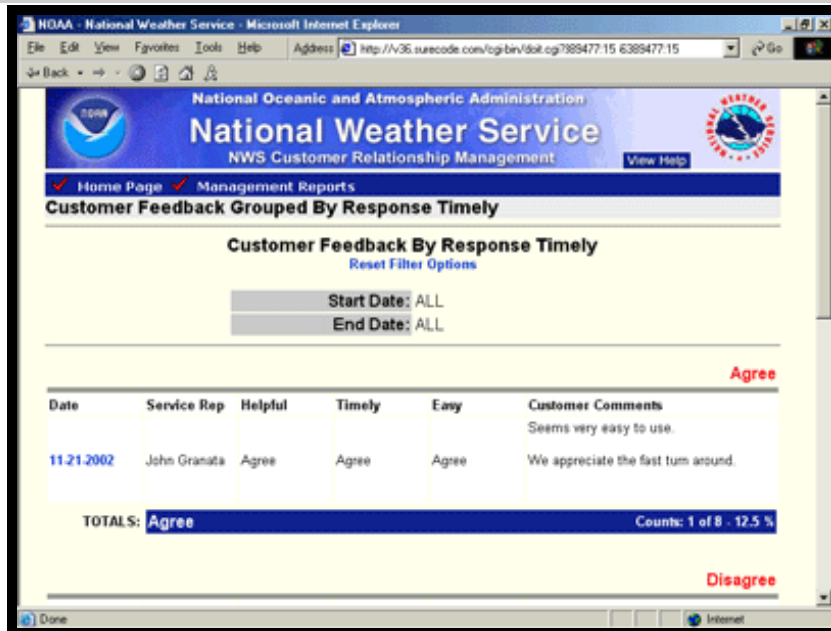 NOAA - National Weather Service - Microsoft Internet Explorer
File Edit View Favorites Tools Help Address http://v36.surecode.com/cgi-bin/doit.cgi?889477:15 6389477:15 Go
Back
National Oceanic and Atmospheric Administration
NOAA National Weather Service
NWS Customer Relationship Management View Help
Home Page Management Reports
Customer Feedback Grouped By Response Timely
Customer Feedback By Response Timely
Reset Filter Options
Start Date: ALL
End Date: ALL
Agree
Date Service Rep Helpful Timely Easy Customer Comments
Seems very easy to use.
11-21-2002 John Granata Agree Agree Agree We appreciate the fast turn around.
TOTALS: Agree Counts: 1 of 8 - 12.5 %
Disagree
Done Internet